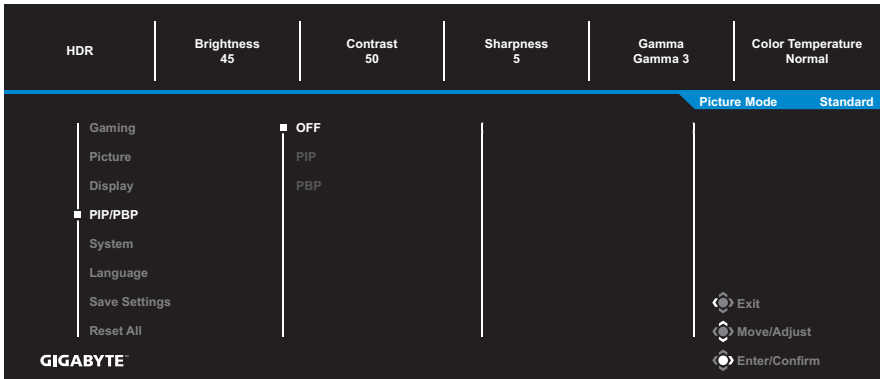 HDR
Brightness
45
Contrast
50
Sharpness
5
Gamma
Gamma 3
Color Temperature
Normal
Picture Mode Standard
Gaming
Picture
Display
PIP/PBP
System
Language
Save Settings
Reset All
OFF
PIP
PBP
Exit
Move/Adjust
Enter/Confirm
GIGABYTE™